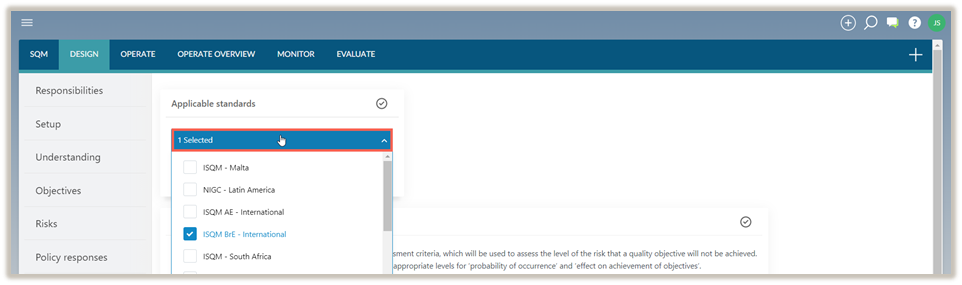 JS
SQM DESIGN OPERATE OPERATE OVERVIEW MONITOR EVALUATE
Responsibilities
Setup
Understanding
Objectives
Risks
Policy responses
Applicable standards
1 Selected
ISQM - Malta
NIGC - Latin America
ISQM AE - International
ISQM BrE - International
ISQM - South Africa
sment criteria, which will be used to assess the level of the risk that a quality objective will not be achieved.
appropriate levels for 'probability of occurrence' and 'effect on achievement of objectives'.